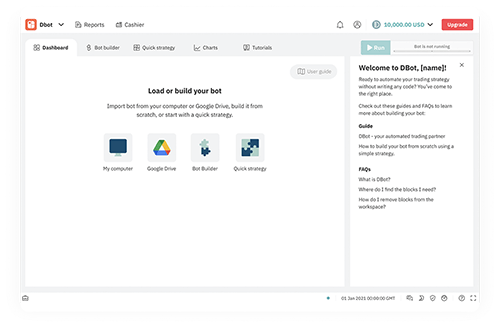 Dbot Reports Cashier 10,000.00 USD Upgrade
Dashboard Bot builder Quick strategy Charts Tutorials Run Bot is not running
User guide
Load or build your bot
Import bot from your computer or Google Drive, build it from
scratch, or start with a quick strategy.
My computer Google Drive Bot Builder Quick strategy
Welcome to DBot, [name]!
Ready to automate your trading strategy
without writing any code? You've come to
the right place.
Check out these guides and FAQs to learn
more about building your bot:
Guide
DBot - your automated trading partner
How to build your bot from scratch using a
simple strategy.
FAQs
What is DBot?
Where do I find the blocks I need?
How do I remove blocks from the
workspace?
01 Jan 2021 00:00:00 GMT